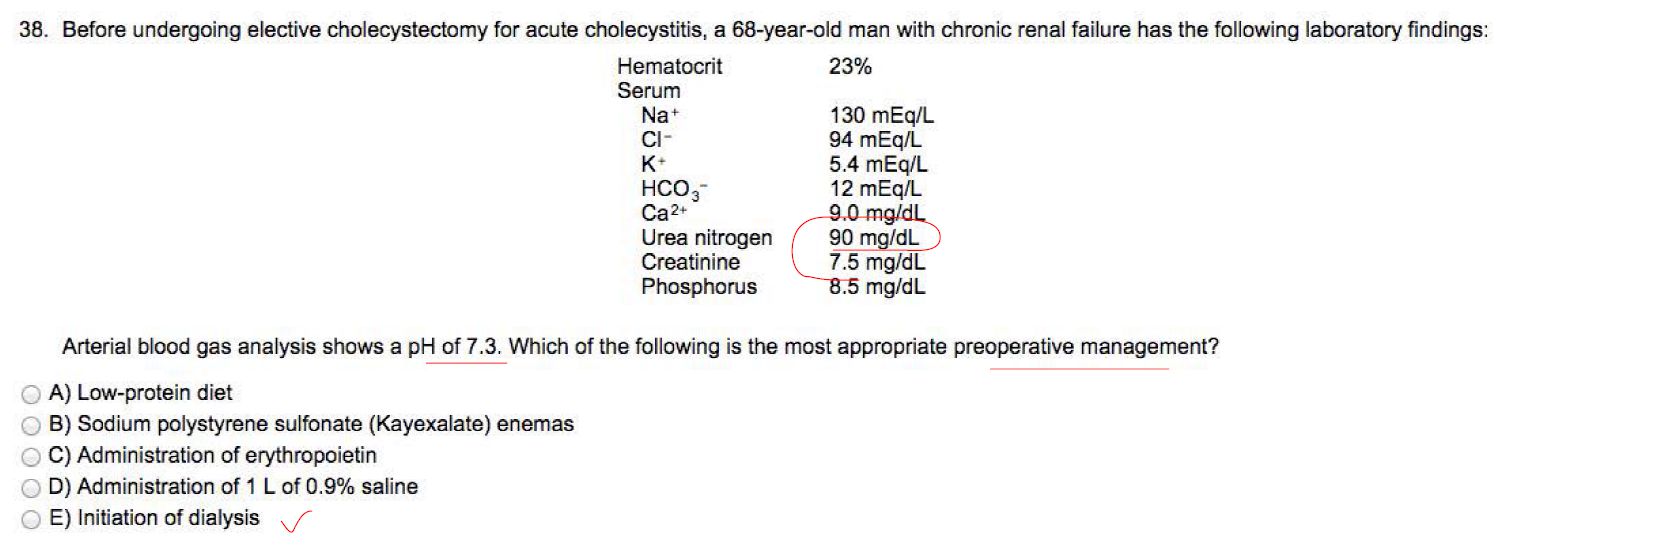 38. Before undergoing elective cholecystectomy for acute cholecystitis, a 68-year-old man with chronic renal failure has the following laboratory findings:
Hematocrit 23%
Serum
Na+ 130 mEq/L
Cl− 94 mEq/L
K+ 5.4 mEq/L
HCO3− 12 mEq/L
Ca2+ 9.0 mg/dL
Urea nitrogen 90 mg/dL
Creatinine 7.5 mg/dL
Phosphorus 8.5 mg/dL
Arterial blood gas analysis shows a pH of 7.3. Which of the following is the most appropriate preoperative management?
A) Low-protein diet
B) Sodium polystyrene sulfonate (Kayexalate) enemas
C) Administration of erythropoietin
D) Administration of 1 L of 0.9% saline
E) Initiation of dialysis